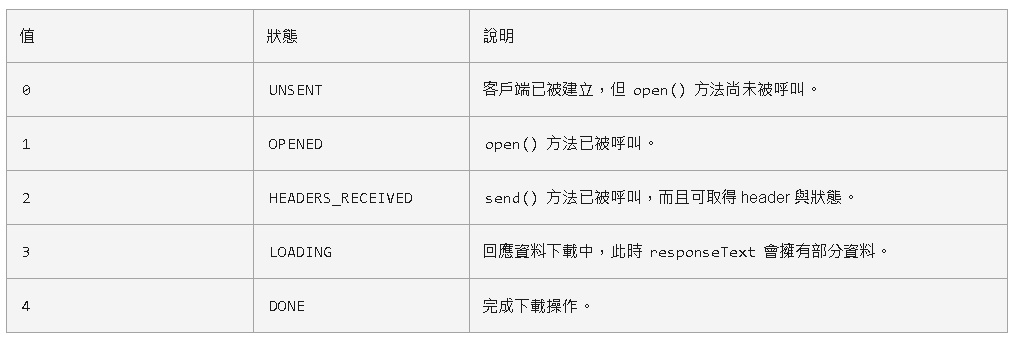 值 狀態 說明
0 UNSENT 客戶端已被建立，但 open() 方法尚未被呼叫。
1 OPENED open() 方法已被呼叫。
2 HEADERS_RECEIVED send() 方法已被呼叫，而且可取得 header 與狀態。
3 LOADING 回應資料下載中，此時 responseText 會擁有部分資料。
4 DONE 完成下載操作。